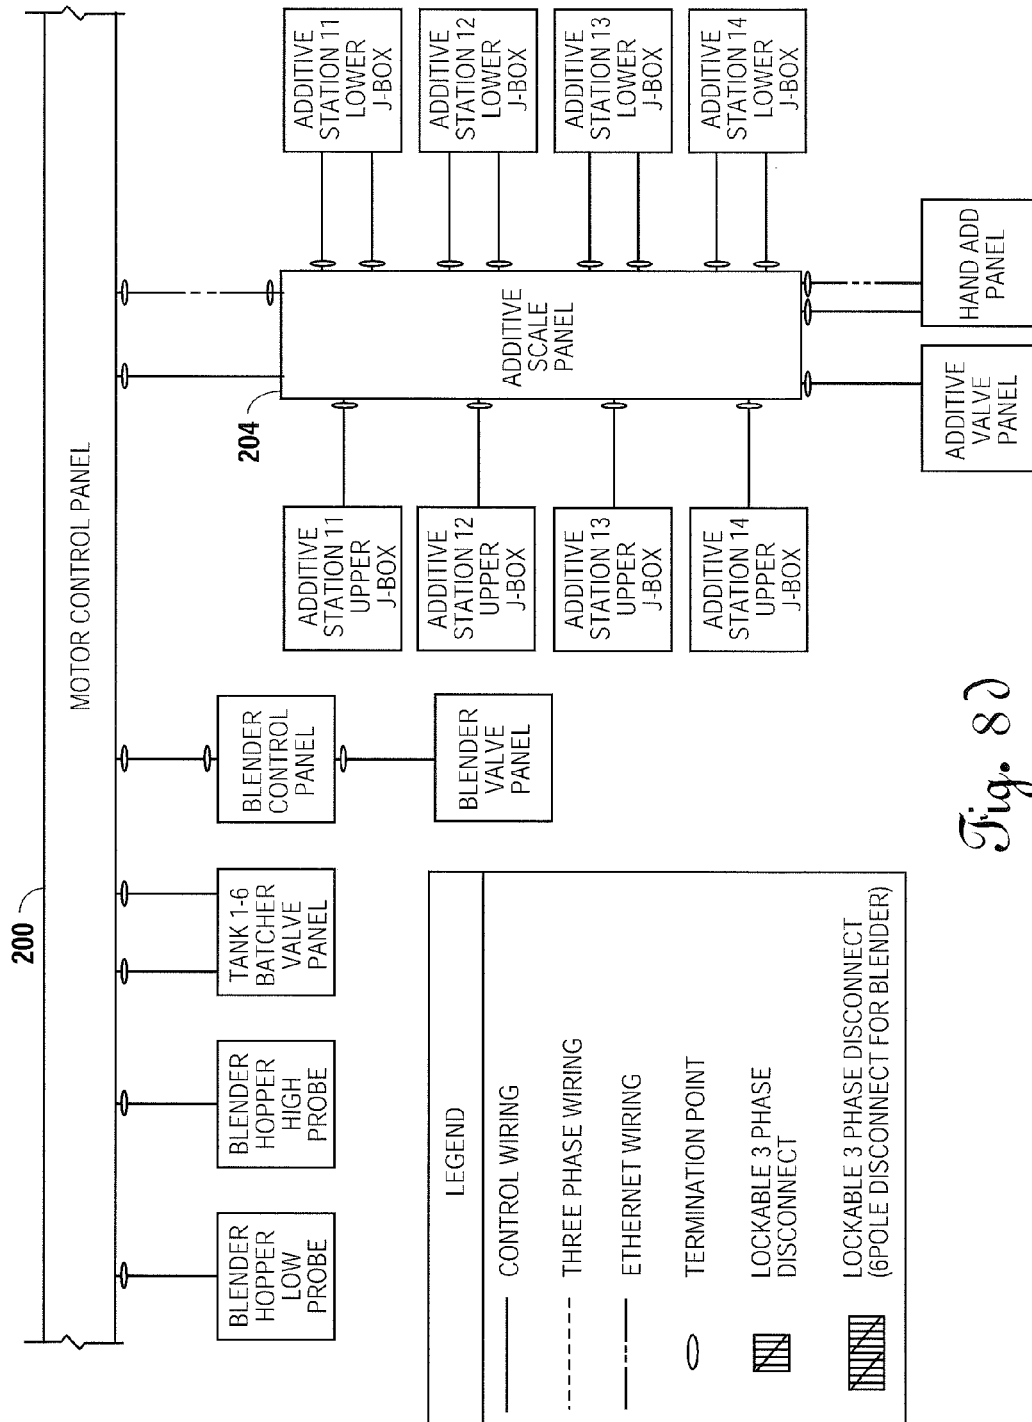 200
MOTOR CONTROL PANEL
BLENDER
HOPPER
LOW
PROBE
BLENDER
HOPPER
HIGH
PROBE
TANK 1-6
BATCHER
VALVE
PANEL
BLENDER
CONTROL
PANEL
BLENDER
VALVE
PANEL
204
ADDITIVE
SCALE
PANEL
ADDITIVE
STATION 11
UPPER
J-BOX
ADDITIVE
STATION 12
UPPER
J-BOX
ADDITIVE
STATION 13
UPPER
J-BOX
ADDITIVE
STATION 14
UPPER
J-BOX
ADDITIVE
STATION 11
LOWER
J-BOX
ADDITIVE
STATION 12
LOWER
J-BOX
ADDITIVE
STATION 13
LOWER
J-BOX
ADDITIVE
STATION 14
LOWER
J-BOX
ADDITIVE
VALVE
PANEL
HAND ADD
PANEL
LEGEND
CONTROL WIRING
THREE PHASE WIRING
ETHERNET WIRING
TERMINATION POINT
LOCKABLE 3 PHASE
DISCONNECT
LOCKABLE 3 PHASE DISCONNECT
(6POLE DISCONNECT FOR BLENDER)
Fig. 8d